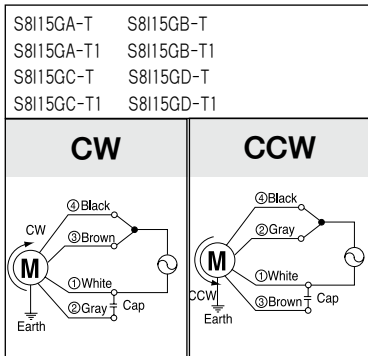 S8I15GA-T S8I15GB-T
S8I15GA-T1 S8I15GB-T1
S8I15GC-T S8I15GD-T
S8I15GC-T1 S8I15GD-T1
CW CCW
④Black
CW
③Brown
M
①White
②Gray Cap
Earth
④Black
②Gray
M
①White
CCW
③Brown Cap
Earth